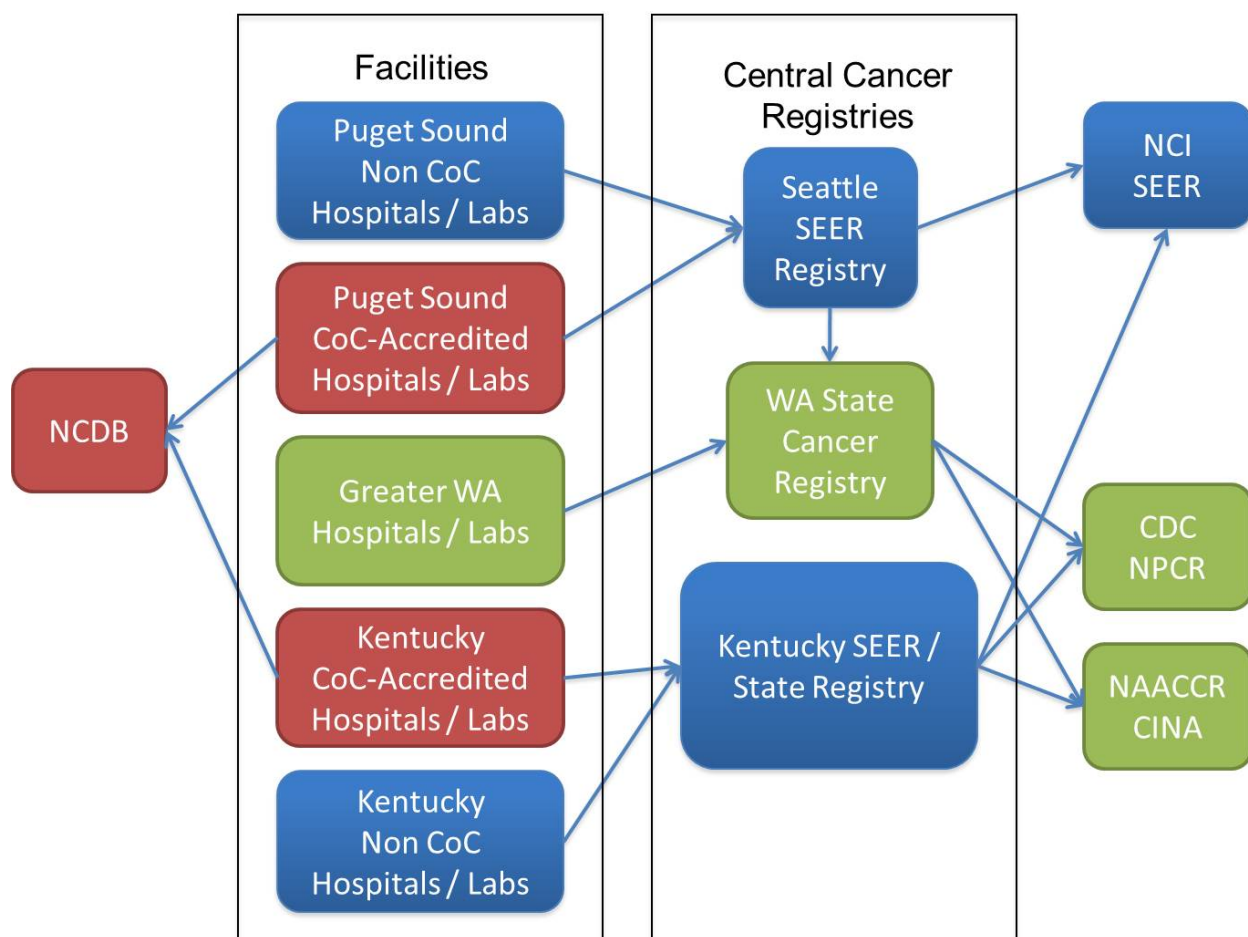 Facilities
Puget Sound
Non CoC
Hospitals / Labs
Puget Sound
CoC-Accredited
Hospitals / Labs
Greater WA
Hospitals / Labs
Kentucky
CoC-Accredited
Hospitals / Labs
Kentucky
Non CoC
Hospitals / Labs
NCDB
Central Cancer
Registries
Seattle
SEER
Registry
WA State
Cancer
Registry
Kentucky SEER /
State Registry
NCI
SEER
CDC
NPCR
NAACCR
CINA